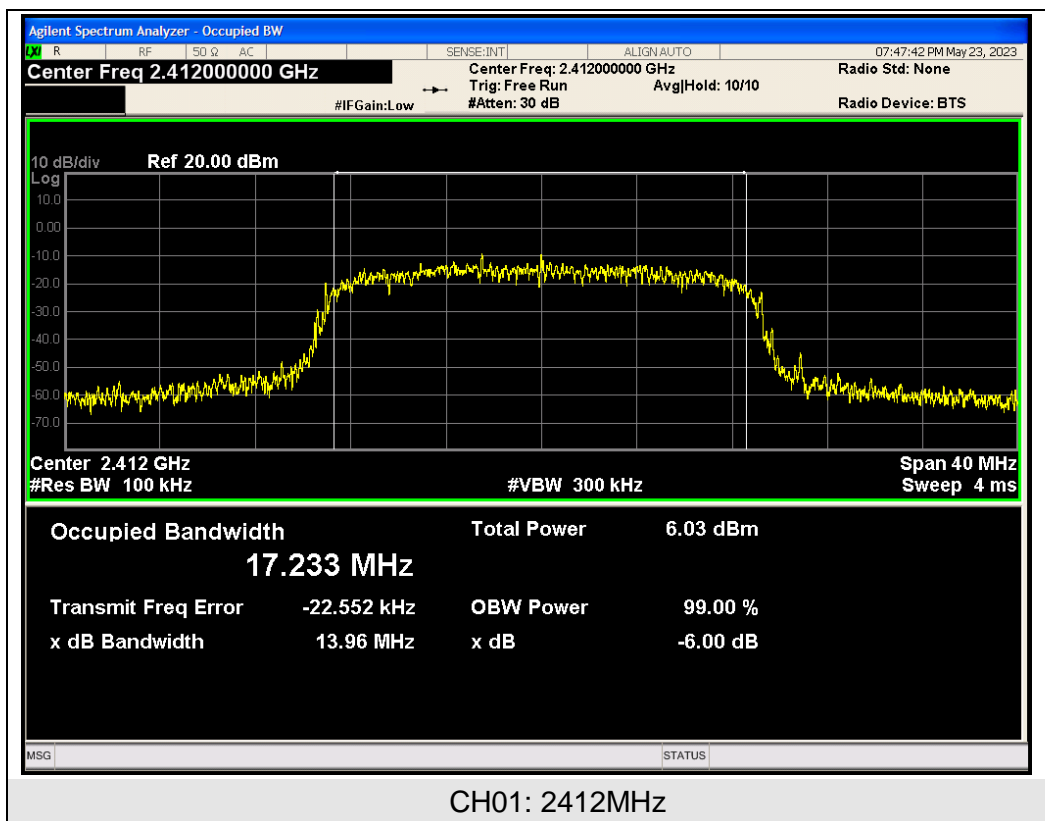 Agilent Spectrum Analyzer - Occupied BW
LXI R RF 50 Ω AC SENSE:INT ALIGN AUTO 07:47:42 PM May 23, 2023
Center Freq 2.412000000 GHz Center Freq: 2.412000000 GHz Radio Std: None
Trig: Free Run Avg|Hold: 10/10
#IFGain:Low #Atten: 30 dB Radio Device: BTS
10 dB/div Ref 20.00 dBm
Log
10.0
0.00
-10.0
-20.0
-30.0
-40.0
-50.0
-60.0
-70.0
Center 2.412 GHz Span 40 MHz
#Res BW 100 kHz #VBW 300 kHz Sweep 4 ms
Occupied Bandwidth Total Power 6.03 dBm
17.233 MHz
Transmit Freq Error -22.552 kHz OBW Power 99.00 %
x dB Bandwidth 13.96 MHz x dB -6.00 dB
MSG STATUS
CH01: 2412MHz